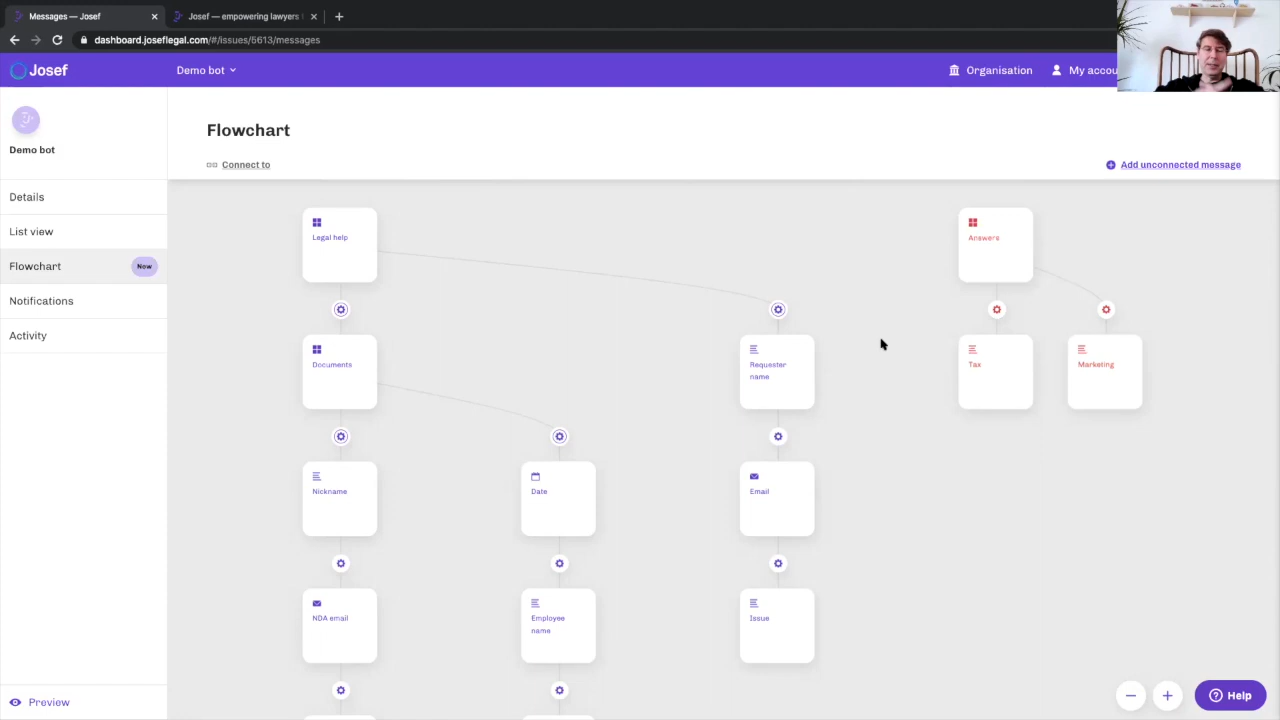 Messages — Josef
Josef — empowering lawyers
dashboard.joseflegal.com/#/issues/5613/messages
Josef
Demo bot
Organisation
My accou
Demo bot
Flowchart
Connect to
Add unconnected message
Details
List view
Flowchart
Now
Notifications
Activity
Legal help
Answers
Documents
Requester
name
Tax
Marketing
Nickname
Date
Email
NDA email
Employee
name
Issue
Preview
Help